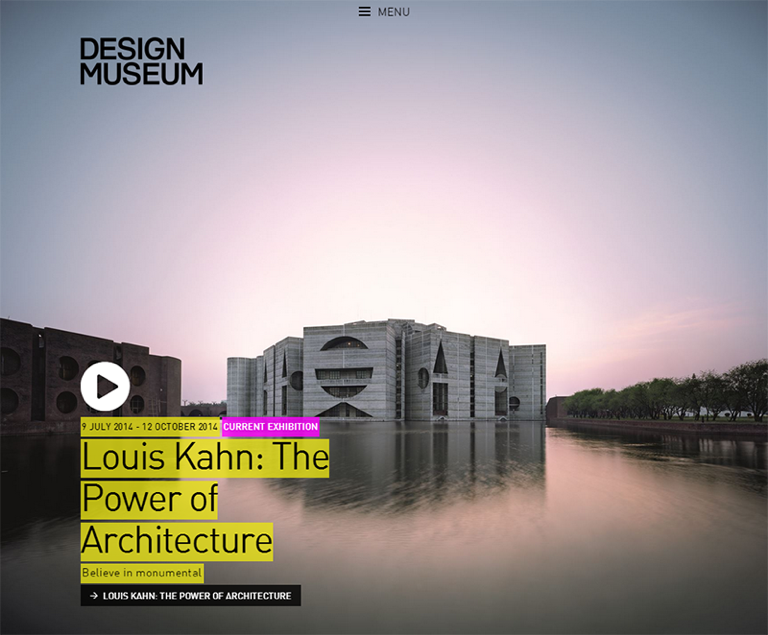 MENU
DESIGN
MUSEUM
9 JULY 2014 - 12 OCTOBER 2014 CURRENT EXHIBITION
Louis Kahn: The
Power of
Architecture
Believe in monumental
→ LOUIS KAHN: THE POWER OF ARCHITECTURE